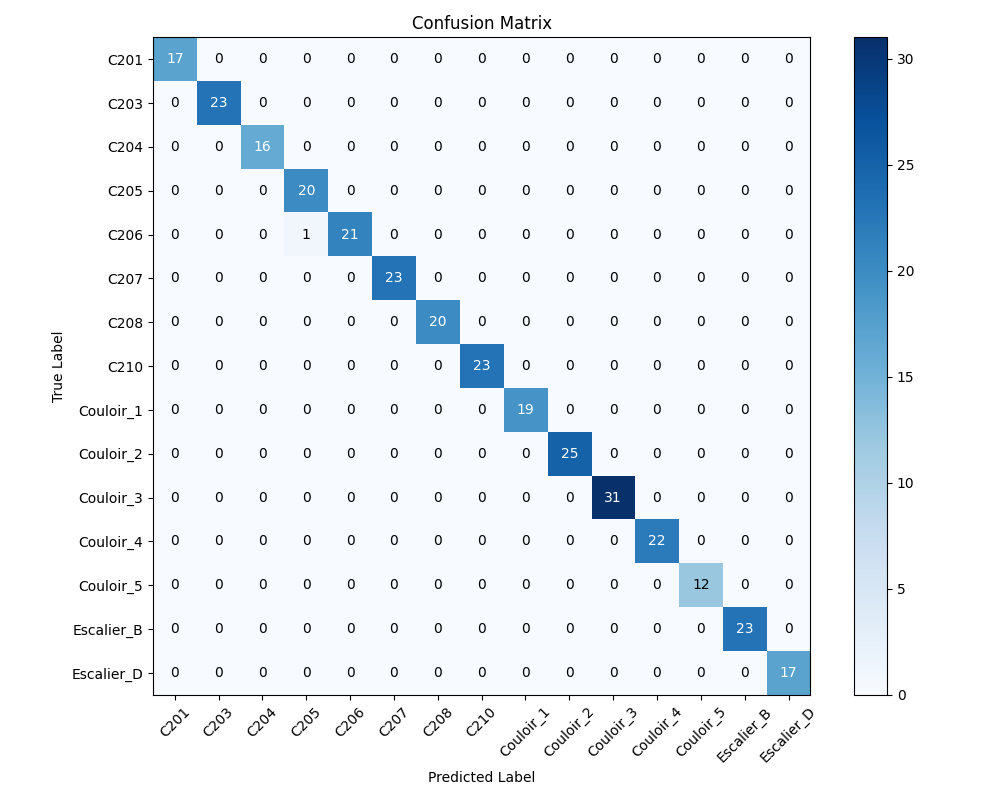 Confusion Matrix
C201 17 0 0 0 0 0 0 0 0 0 0 0 0 0 0
C203 0 23 0 0 0 0 0 0 0 0 0 0 0 0 0
C204 0 0 16 0 0 0 0 0 0 0 0 0 0 0 0
C205 0 0 0 20 0 0 0 0 0 0 0 0 0 0 0
C206 0 0 0 1 21 0 0 0 0 0 0 0 0 0 0
C207 0 0 0 0 0 23 0 0 0 0 0 0 0 0 0
C208 0 0 0 0 0 0 20 0 0 0 0 0 0 0 0
C210 0 0 0 0 0 0 0 23 0 0 0 0 0 0 0
Couloir_1 0 0 0 0 0 0 0 0 19 0 0 0 0 0 0
Couloir_2 0 0 0 0 0 0 0 0 0 25 0 0 0 0 0
Couloir_3 0 0 0 0 0 0 0 0 0 0 31 0 0 0 0
Couloir_4 0 0 0 0 0 0 0 0 0 0 0 22 0 0 0
Couloir_5 0 0 0 0 0 0 0 0 0 0 0 0 12 0 0
Escalier_B 0 0 0 0 0 0 0 0 0 0 0 0 0 23 0
Escalier_D 0 0 0 0 0 0 0 0 0 0 0 0 0 0 17
True Label
C201 C203 C204 C205 C206 C207 C208 C210 Couloir_1 Couloir_2 Couloir_3 Couloir_4 Couloir_5 Escalier_B Escalier_D
Predicted Label
30
25
20
15
10
5
0